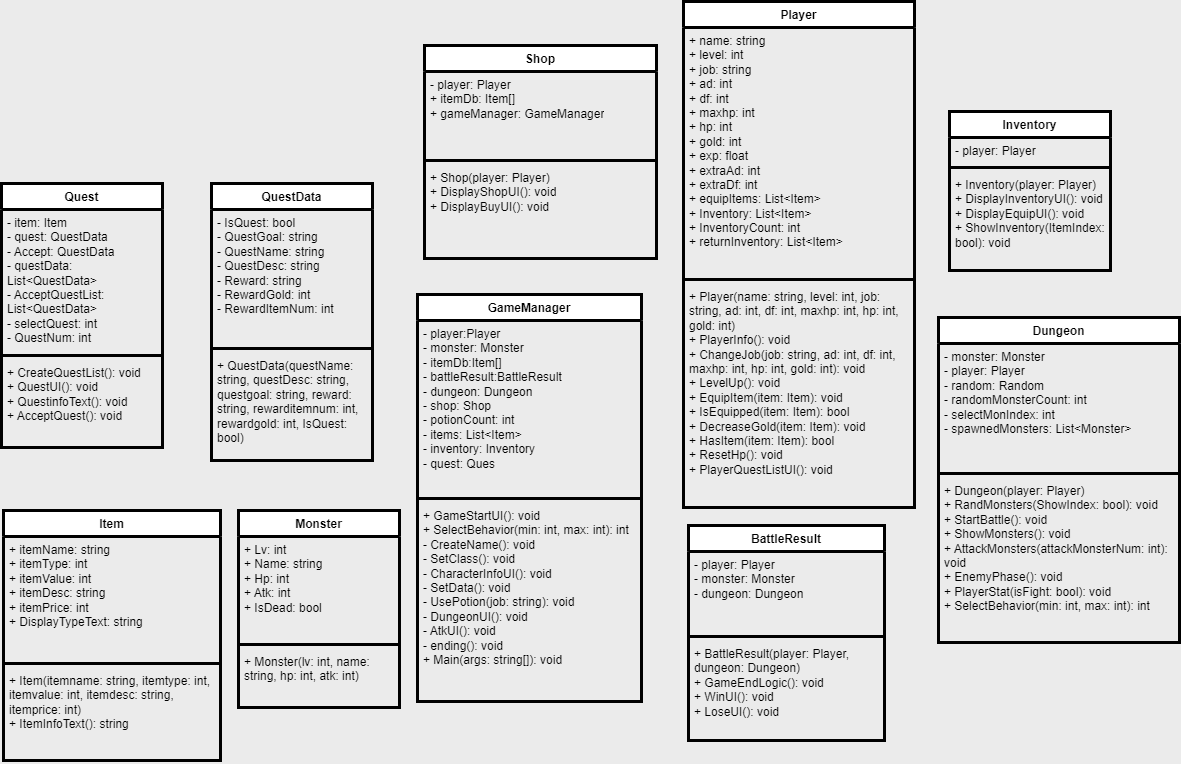 Player
+ name: string
+ level: int
+ job: string
+ ad: int
+ df: int
+ maxhp: int
+ hp: int
+ gold: int
+ exp: float
+ extraAd: int
+ extraDf: int
+ equipItems: List<Item>
+ Inventory: List<Item>
+ InventoryCount: int
+ returnInventory: List<Item>
+ Player(name: string, level: int, job:
string, ad: int, df: int, maxhp: int, hp: int,
gold: int)
+ PlayerInfo(): void
+ ChangeJob(job: string, ad: int, df: int,
maxhp: int, hp: int, gold: int): void
+ LevelUp(): void
+ EquipItem(item: Item): void
+ IsEquipped(item: Item): bool
+ DecreaseGold(item: Item): void
+ HasItem(item: Item): bool
+ ResetHp(): void
+ PlayerQuestListUI(): void
Shop
- player: Player
+ itemDb: Item[]
+ gameManager: GameManager
+ Shop(player: Player)
+ DisplayShopUI(): void
+ DisplayBuyUI(): void
Inventory
- player: Player
+ Inventory(player: Player)
+ DisplayInventoryUI(): void
+ DisplayEquipUI(): void
+ ShowInventory(ItemIndex:
bool): void
Quest
- item: Item
- quest: QuestData
- Accept: QuestData
- questData:
List<QuestData>
- AcceptQuestList:
List<QuestData>
- selectQuest: int
- QuestNum: int
+ CreateQuestList(): void
+ QuestUI(): void
+ QuestinfoText(): void
+ AcceptQuest(): void
QuestData
- IsQuest: bool
- QuestGoal: string
- QuestName: string
- QuestDesc: string
- Reward: string
- RewardGold: int
- RewardItemNum: int
+ QuestData(questName:
string, questDesc: string,
questgoal: string, reward:
string, rewarditemnum: int,
rewardgold: int, IsQuest:
bool)
GameManager
- player:Player
- monster: Monster
- itemDb:Item[]
- battleResult:BattleResult
- dungeon: Dungeon
- shop: Shop
- potionCount: int
- items: List<Item>
- inventory: Inventory
- quest: Ques
+ GameStartUI(): void
+ SelectBehavior(min: int, max: int): int
- CreateName(): void
- SetClass(): void
- CharacterInfoUI(): void
- SetData(): void
- UsePotion(job: string): void
- DungeonUI(): void
- AtkUI(): void
- ending(): void
+ Main(args: string[]): void
Dungeon
- monster: Monster
- player: Player
- random: Random
- randomMonsterCount: int
- selectMonIndex: int
- spawnedMonsters: List<Monster>
+ Dungeon(player: Player)
+ RandMonsters(ShowIndex: bool): void
+ StartBattle(): void
+ ShowMonsters(): void
+ AttackMonsters(attackMonsterNum: int):
void
+ EnemyPhase(): void
+ PlayerStat(isFight: bool): void
+ SelectBehavior(min: int, max: int): int
Item
+ itemName: string
+ itemType: int
+ itemValue: int
+ itemDesc: string
+ itemPrice: int
+ DisplayTypeText: string
+ Item(itemname: string, itemtype: int,
itemvalue: int, itemdesc: string,
itemprice: int)
+ ItemInfoText(): string
Monster
+ Lv: int
+ Name: string
+ Hp: int
+ Atk: int
+ IsDead: bool
+ Monster(lv: int, name:
string, hp: int, atk: int)
BattleResult
- player: Player
- monster: Monster
- dungeon: Dungeon
+ BattleResult(player: Player,
dungeon: Dungeon)
+ GameEndLogic(): void
+ WinUI(): void
+ LoseUI(): void